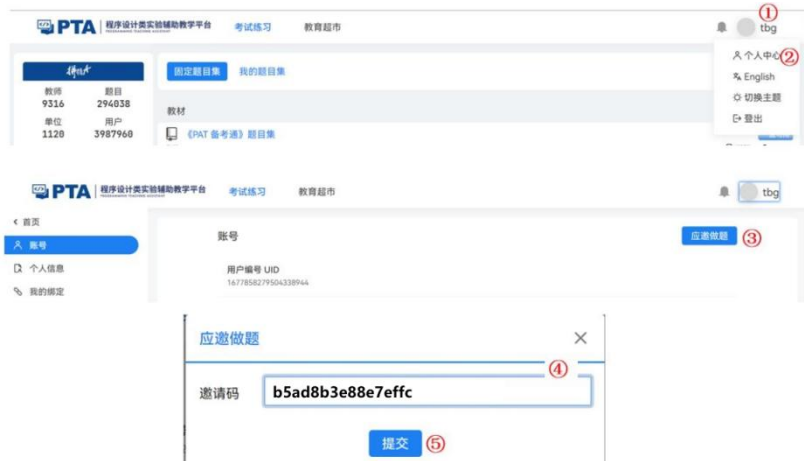 PTA 程序设计类实验辅助教学平台 考试练习 教育超市 ① tbg
个人中心 ②
English
切换主题
登出
固定题目集 我的题目集
教师 题目
9316 294038
单位 用户
1120 3987960
教材
《PAT 备考通》题目集
PTA 程序设计类实验辅助教学平台 考试练习 教育超市 tbg
< 首页
账号
个人信息
我的绑定
账号 应邀做题 ③
用户编号 UID
1677858279504338944
应邀做题 ×
④
邀请码 b5ad8b3e88e7effc
提交 ⑤